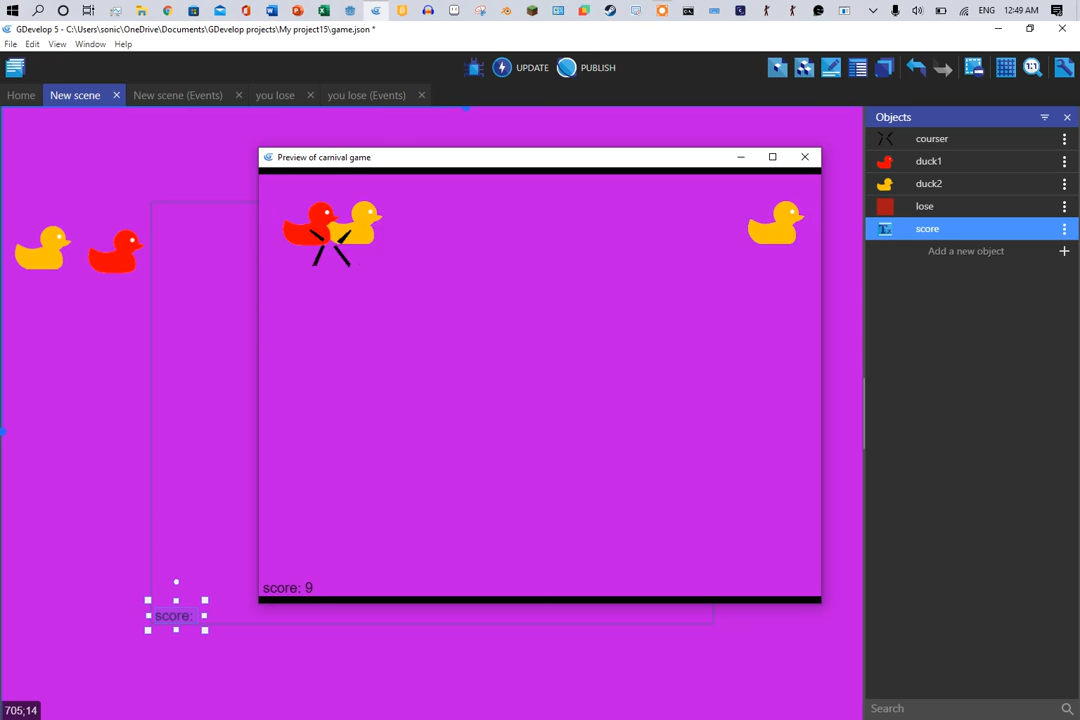 ENG 12:49 AM
GDevelop 5 - C:\Users\sonic\OneDrive\Documents\GDevelop projects\My project15\game.json *
File Edit View Window Help
UPDATE PUBLISH
1:1
Home New scene New scene (Events) you lose you lose (Events)
Objects
Preview of carnival game
courser
duck1
duck2
lose
score
Add a new object
score: 9
score:
705;14
Search